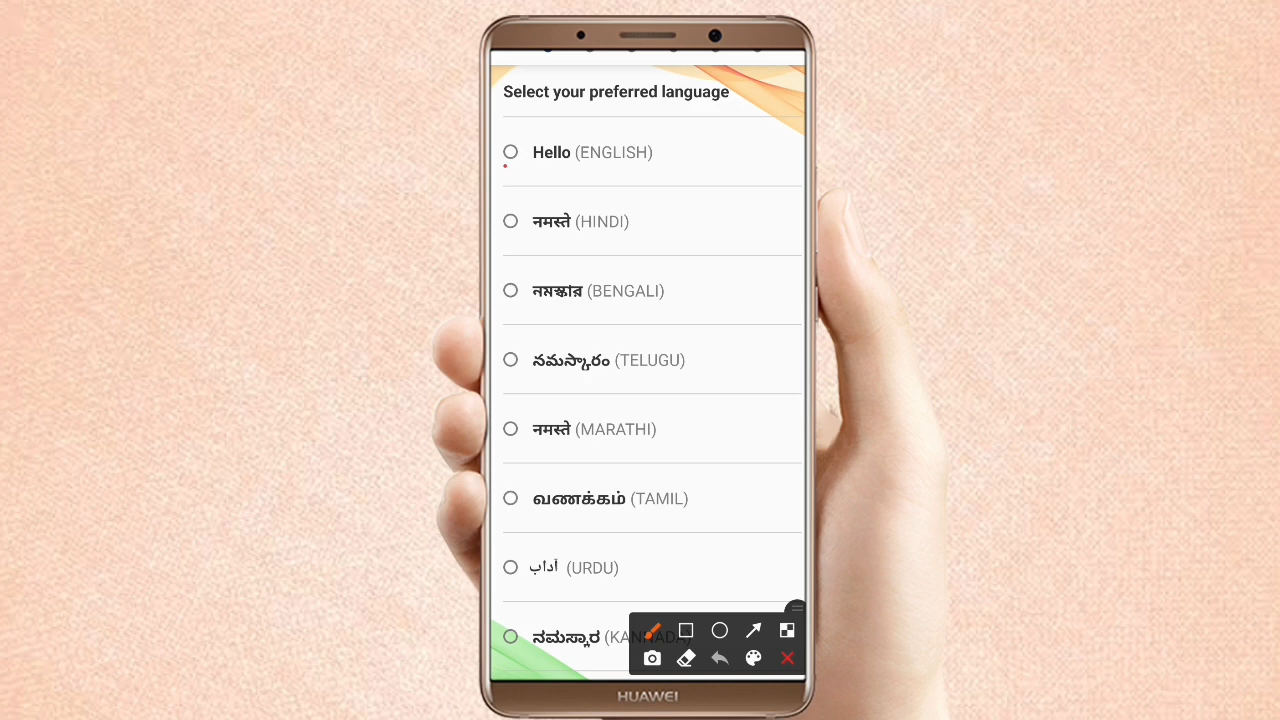 Select your preferred language
Hello (ENGLISH)
नमस्ते (HINDI)
নমস্কার (BENGALI)
నమస్కారం (TELUGU)
नमस्ते (MARATHI)
வணக்கம் (TAMIL)
آداب (URDU)
ನಮಸ್ಕಾರ (KANNADA)
HUAWEI